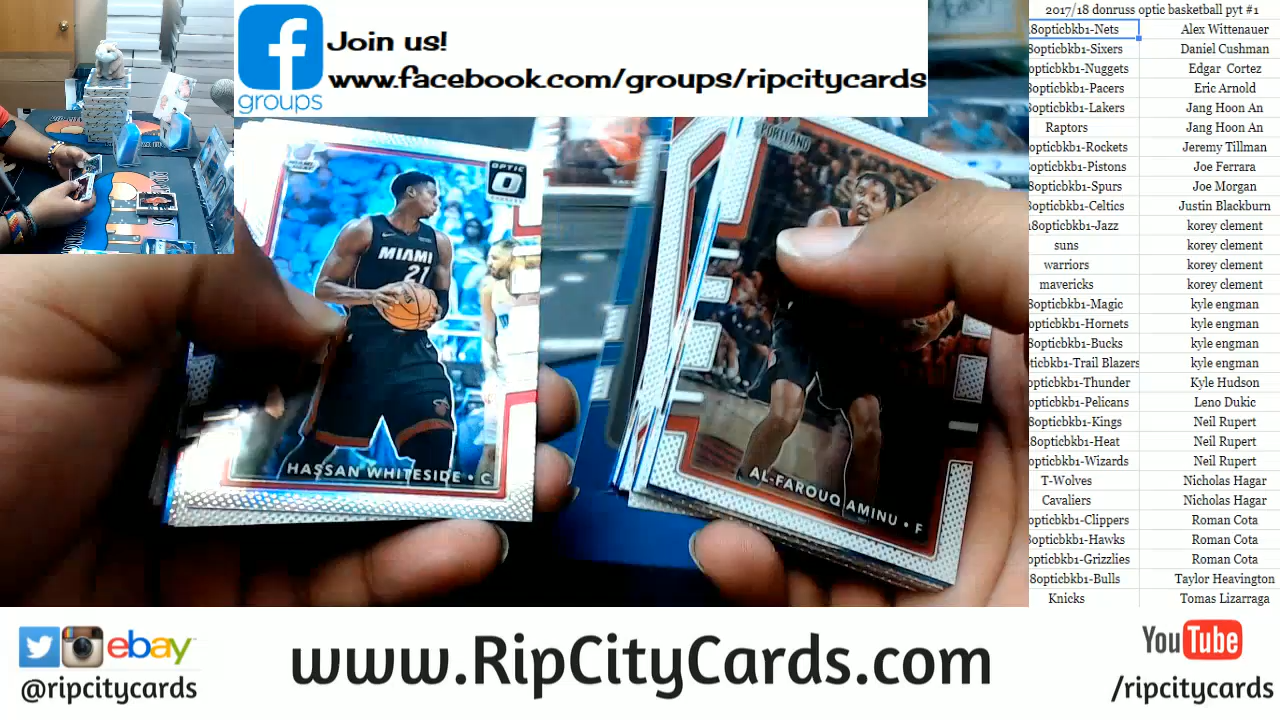 Join us!
www.facebook.com/groups/ripcitycards
groups
2017/18 donruss optic basketball pyt #1
8opticbkb1-Nets Alex Wittenauer
8opticbkb1-Sixers Daniel Cushman
opticbkb1-Nuggets Edgar Cortez
opticbkb1-Pacers Eric Arnold
opticbkb1-Lakers Jang Hoon An
Raptors Jang Hoon An
opticbkb1-Rockets Jeremy Tillman
opticbkb1-Pistons Joe Ferrara
8opticbkb1-Spurs Joe Morgan
opticbkb1-Celtics Justin Blackburn
18opticbkb1-Jazz korey clement
suns korey clement
warriors korey clement
mavericks korey clement
opticbkb1-Magic kyle engman
opticbkb1-Hornets kyle engman
8opticbkb1-Bucks kyle engman
ticbkb1-Trail Blazers kyle engman
opticbkb1-Thunder Kyle Hudson
opticbkb1-Pelicans Leno Dukic
8opticbkb1-Kings Neil Rupert
18opticbkb1-Heat Neil Rupert
opticbkb1-Wizards Neil Rupert
T-Wolves Nicholas Hagar
Cavaliers Nicholas Hagar
opticbkb1-Clippers Roman Cota
8opticbkb1-Hawks Roman Cota
opticbkb1-Grizzlies Roman Cota
8opticbkb1-Bulls Taylor Heavington
Knicks Tomas Lizarraga
OPTIC
MIAMI
21
HASSAN WHITESIDE • C
PORTLAND
AL-FAROUQ AMINU • F
ebay
@ripcitycards
www.RipCityCards.com
YouTube
/ripcitycards